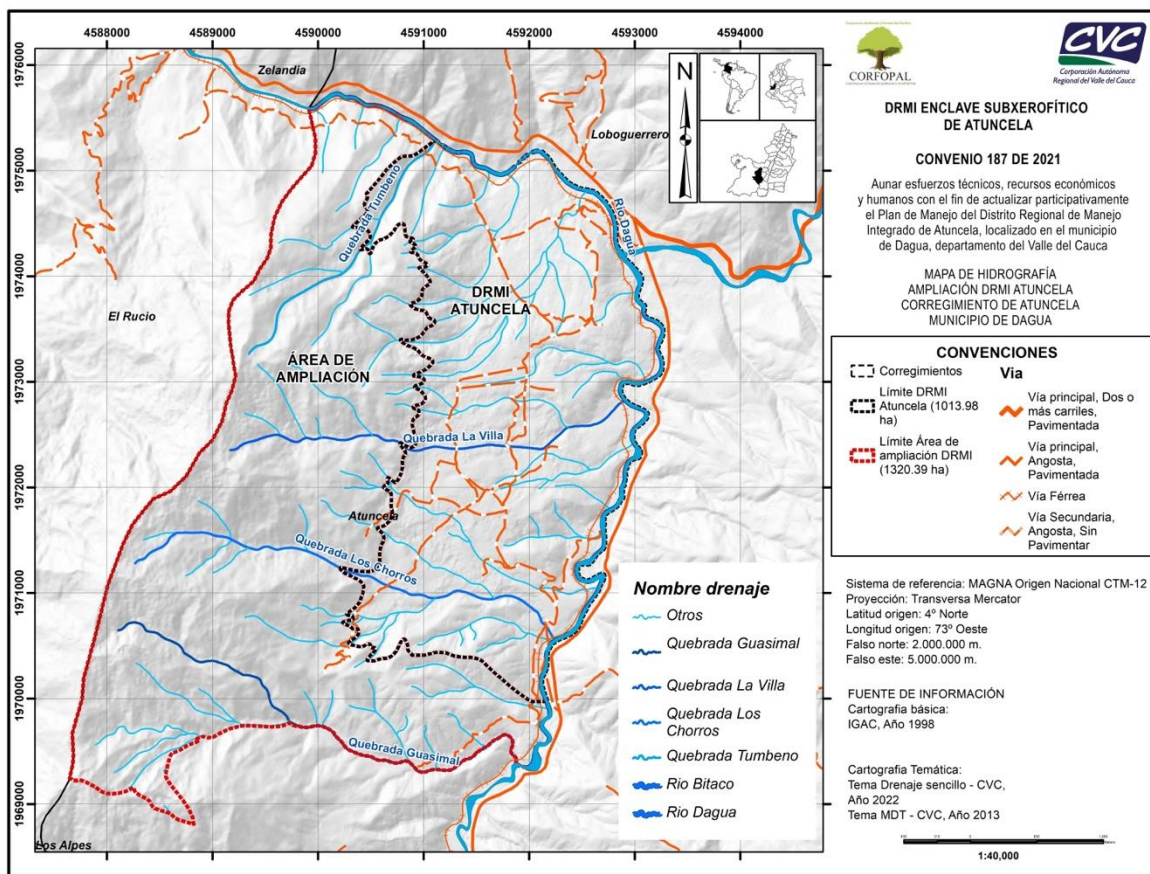 4588000
4589000
4590000
4591000
4592000
4593000
4594000
1976000
1975000
1974000
1973000
1972000
1971000
1970000
1969000
Zelandia
Loboguerrero
El Rucio
Atuncela
Los Alpes
Quebrada Tumbeno
Rio Dagua
DRMI
ATUNCELA
ÁREA DE
AMPLIACIÓN
Quebrada La Villa
Quebrada Los Chorros
Quebrada Guasimal
N
Nombre drenaje
Otros
Quebrada Guasimal
Quebrada La Villa
Quebrada Los
Chorros
Quebrada Tumbeno
Rio Bitaco
Rio Dagua
CORFOPAL
CVC
Corporación Autónoma
Regional del Valle del Cauca
DRMI ENCLAVE SUBXEROFÍTICO
DE ATUNCELA
CONVENIO 187 DE 2021
Aunar esfuerzos técnicos, recursos económicos
y humanos con el fin de actualizar participativamente
el Plan de Manejo del Distrito Regional de Manejo
Integrado de Atuncela, localizado en el municipio
de Dagua, departamento del Valle del Cauca
MAPA DE HIDROGRAFÍA
AMPLIACIÓN DRMI ATUNCELA
CORREGIMIENTO DE ATUNCELA
MUNICIPIO DE DAGUA
CONVENCIONES
Corregimientos
Límite DRMI
Atuncela (1013.98
ha)
Límite Área de
ampliación DRMI
(1320.39 ha)
Via
Vía principal, Dos o
más carriles,
Pavimentada
Vía principal,
Angosta,
Pavimentada
Vía Férrea
Vía Secundaria,
Angosta, Sin
Pavimentar
Sistema de referencia: MAGNA Origen Nacional CTM-12
Proyección: Transversa Mercator
Latitud origen: 4º Norte
Longitud origen: 73º Oeste
Falso norte: 2.000.000 m.
Falso este: 5.000.000 m.
FUENTE DE INFORMACIÓN
Cartografía básica:
IGAC, Año 1998
Cartografia Temática:
Tema Drenaje sencillo - CVC,
Año 2022
Tema MDT - CVC, Año 2013
1:40,000